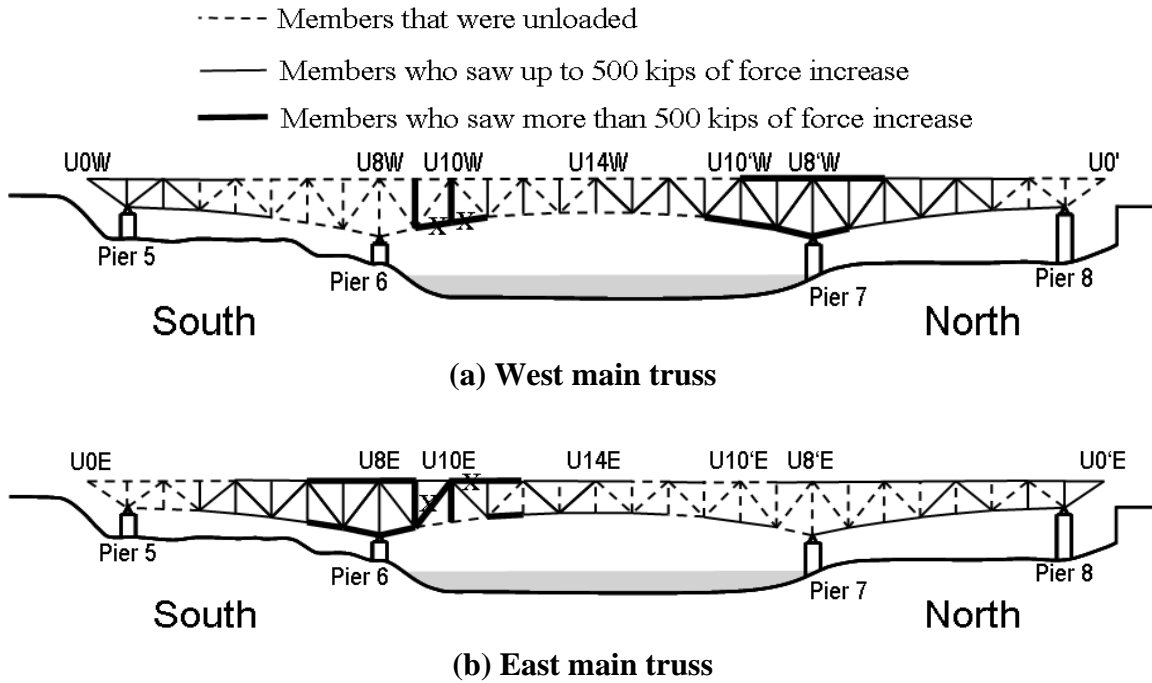 Members that were unloaded
Members who saw up to 500 kips of force increase
Members who saw more than 500 kips of force increase
U0W U8W U10W U14W U10'W U8'W U0'
X X
Pier 5 Pier 6 Pier 7 Pier 8
South North
(a) West main truss
U0E U8E U10E U14E U10'E U8'E U0'E
X
X
Pier 5 Pier 6 Pier 7 Pier 8
South North
(b) East main truss